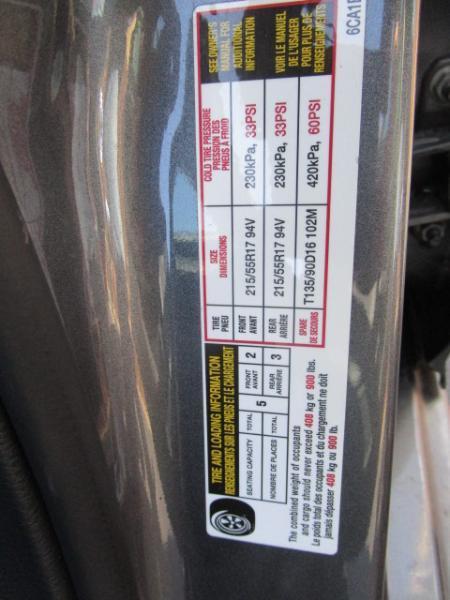 TIRE AND LOADING INFORMATION
RENSEIGNEMENTS SUR LES PNEUS ET LE CHARGEMENT
SEATING CAPACITY TOTAL 5 FRONT AVANT 2 REAR ARRIÈRE 3
NOMBRE DE PLACES TOTAL
The combined weight of occupants
and cargo should never exceed 408 kg or 900 lbs.
Le poids total des occupants et du chargement ne doit
jamais dépasser 408 kg ou 900 lb.
TIRE PNEU SIZE DIMENSIONS COLD TIRE PRESSURE PRESSION DES PNEUS À FROID
FRONT AVANT 215/55R17 94V 230kPa, 33PSI
REAR ARRIÈRE 215/55R17 94V 230kPa, 33PSI
SPARE DE SECOURS T135/90D16 102M 420kPa, 60PSI
SEE OWNER'S
MANUAL FOR
ADDITIONAL
INFORMATION
VOIR LE MANUEL
DE L'USAGER
POUR PLUS DE
RENSEIGNEMENTS